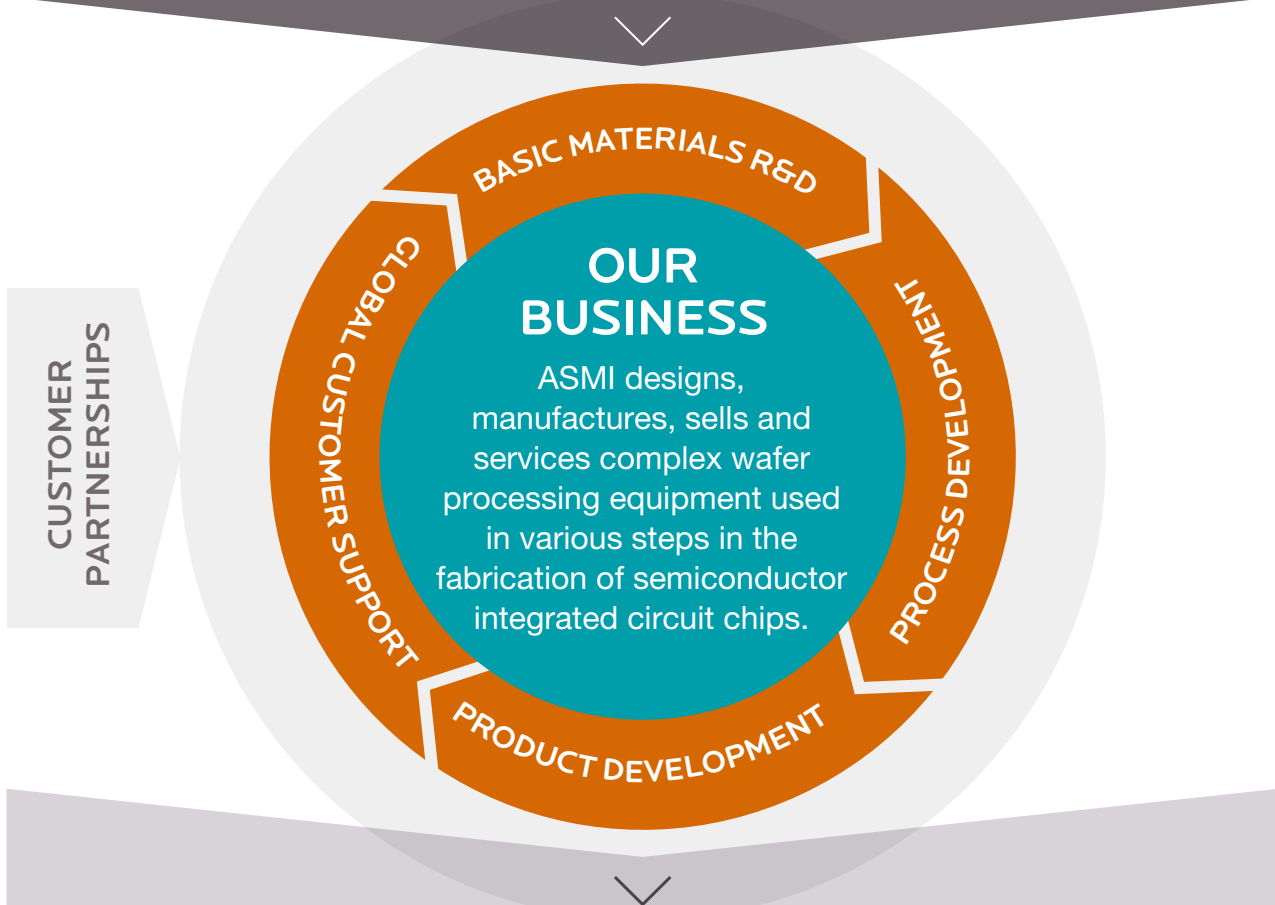 BASIC MATERIALS R&D
PROCESS DEVELOPMENT
PRODUCT DEVELOPMENT
GLOBAL CUSTOMER SUPPORT
CUSTOMER
PARTNERSHIPS
OUR
BUSINESS
ASMI designs,
manufactures, sells and
services complex wafer
processing equipment used
in various steps in the
fabrication of semiconductor
integrated circuit chips.